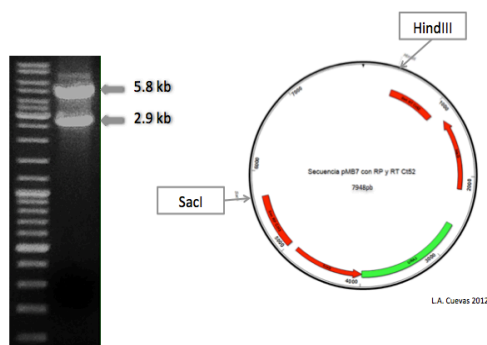 HindIII
5.8 kb
2.9 kb
SacI
Secuencia pMB7 con RP y RT Ct52
7948pb
1000
2000
3000
4000
5000
6000
7000
L.A. Cuevas 2012